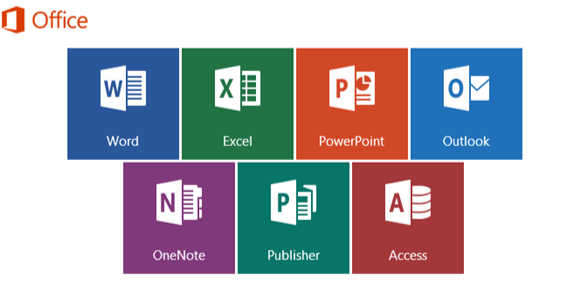 Office
W Word
X Excel
P PowerPoint
O Outlook
N OneNote
P Publisher
A Access